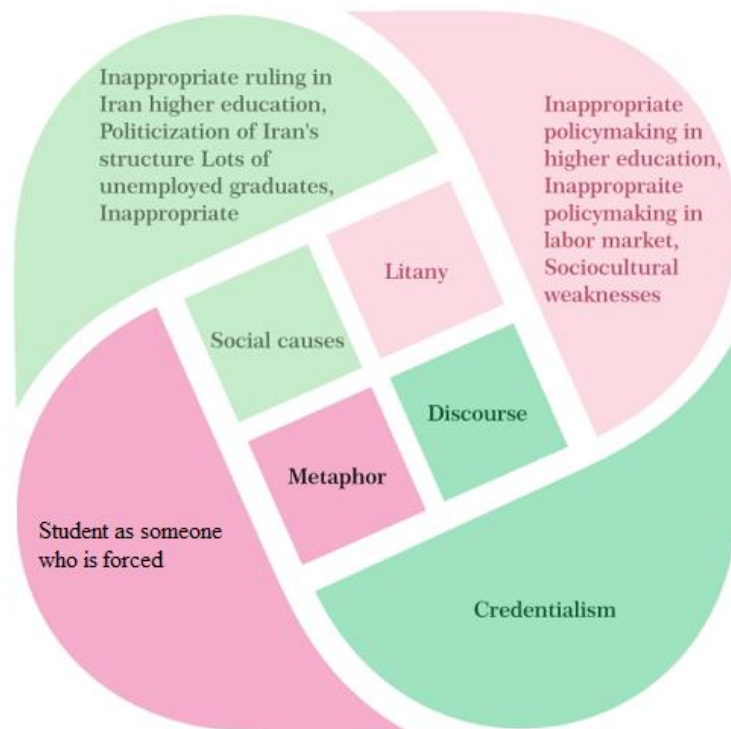 Inappropriate ruling in
Iran higher education,
Politicization of Iran's
structure Lots of
unemployed graduates,
Inappropriate
Inappropriate
policymaking in
higher education,
Inappropraite
policymaking in
labor market,
Sociocultural
weaknesses
Litany
Social causes
Discourse
Metaphor
Student as someone
who is forced
Credentialism